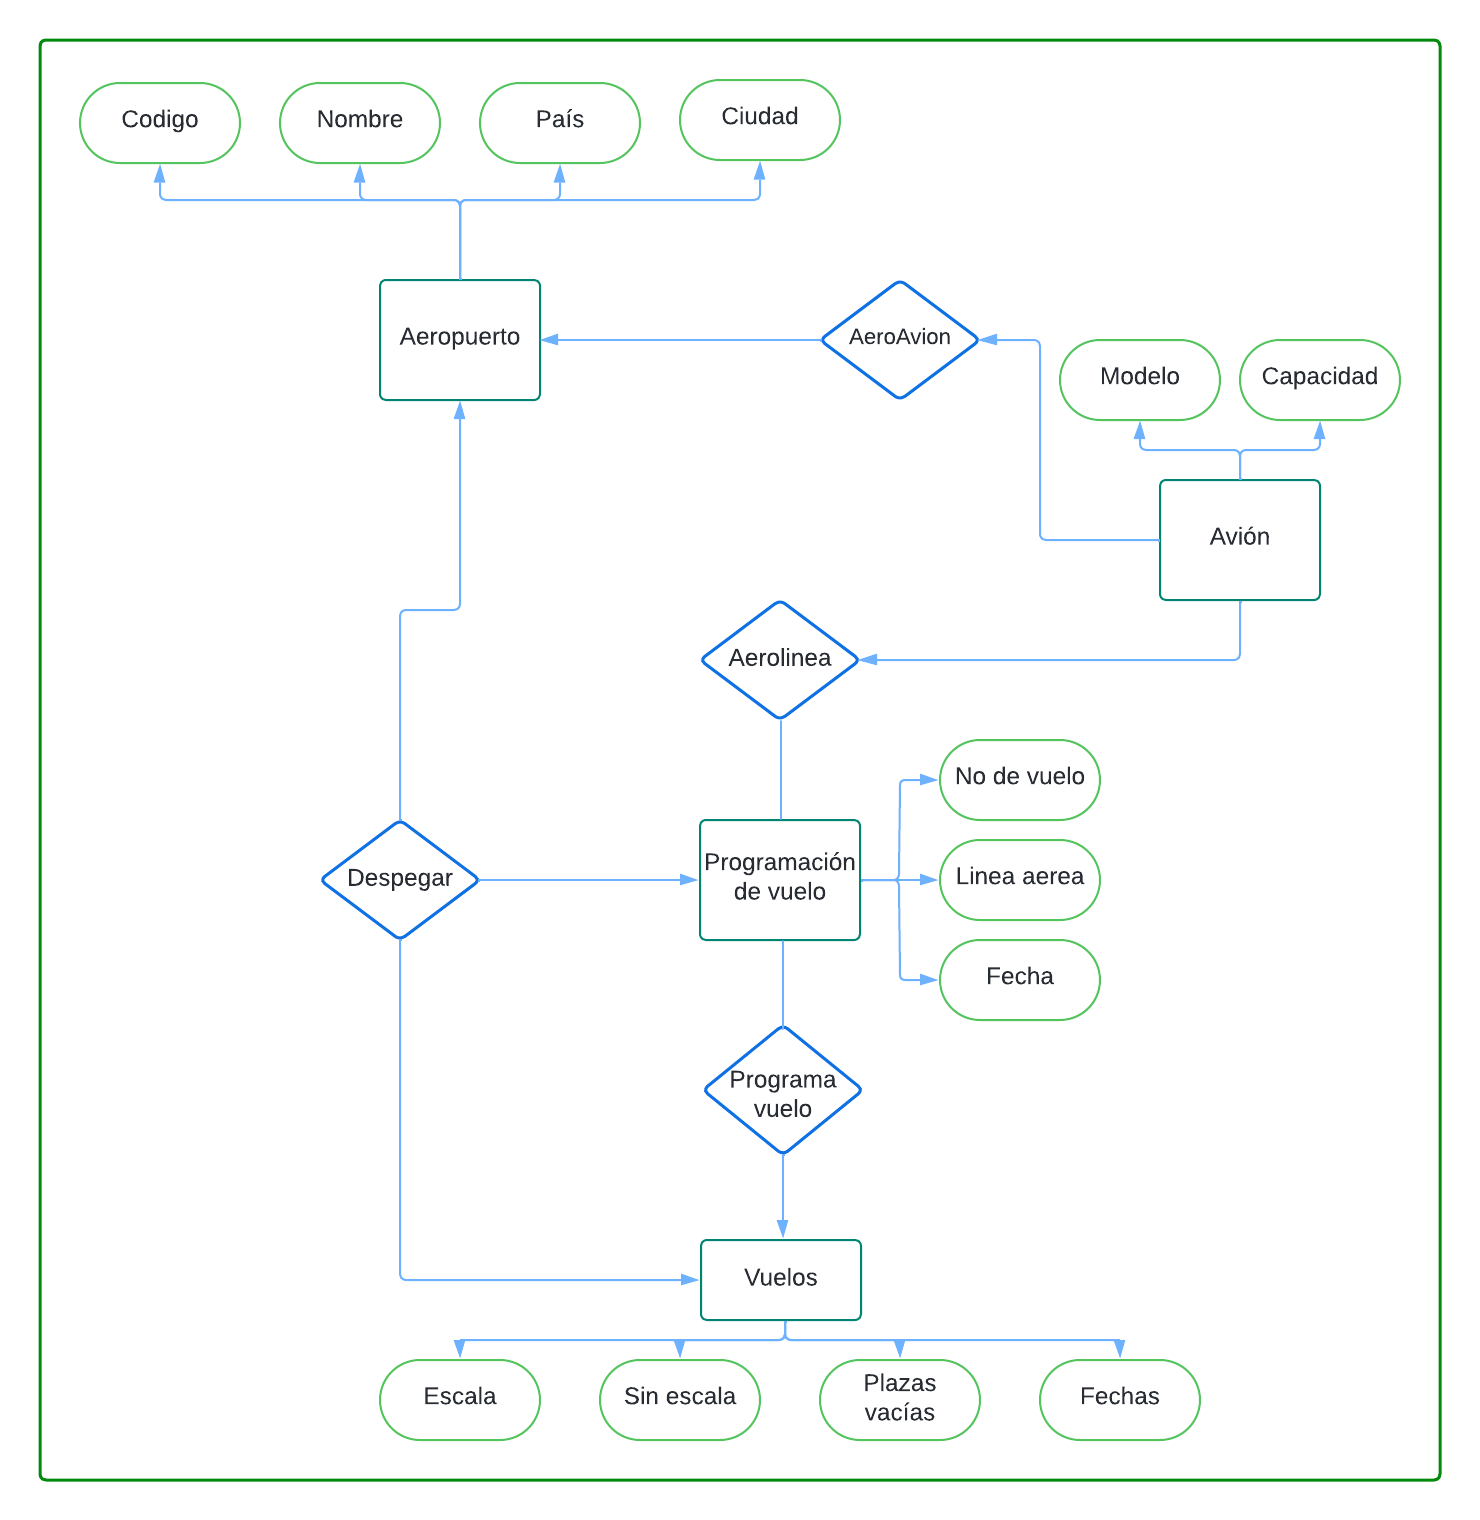 Codigo
Nombre
País
Ciudad
Aeropuerto
AeroAvion
Modelo
Capacidad
Avión
Aerolinea
No de vuelo
Despegar
Programación
de vuelo
Linea aerea
Fecha
Programa
vuelo
Vuelos
Escala
Sin escala
Plazas
vacías
Fechas